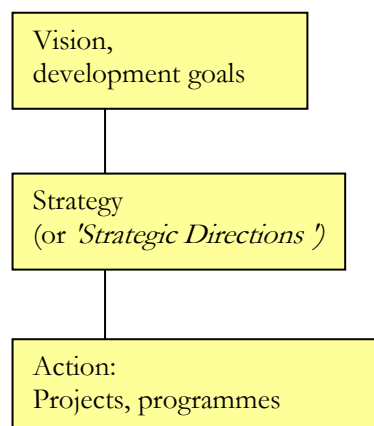 Vision,
development goals
Strategy
(or 'Strategic Directions ')
Action:
Projects, programmes